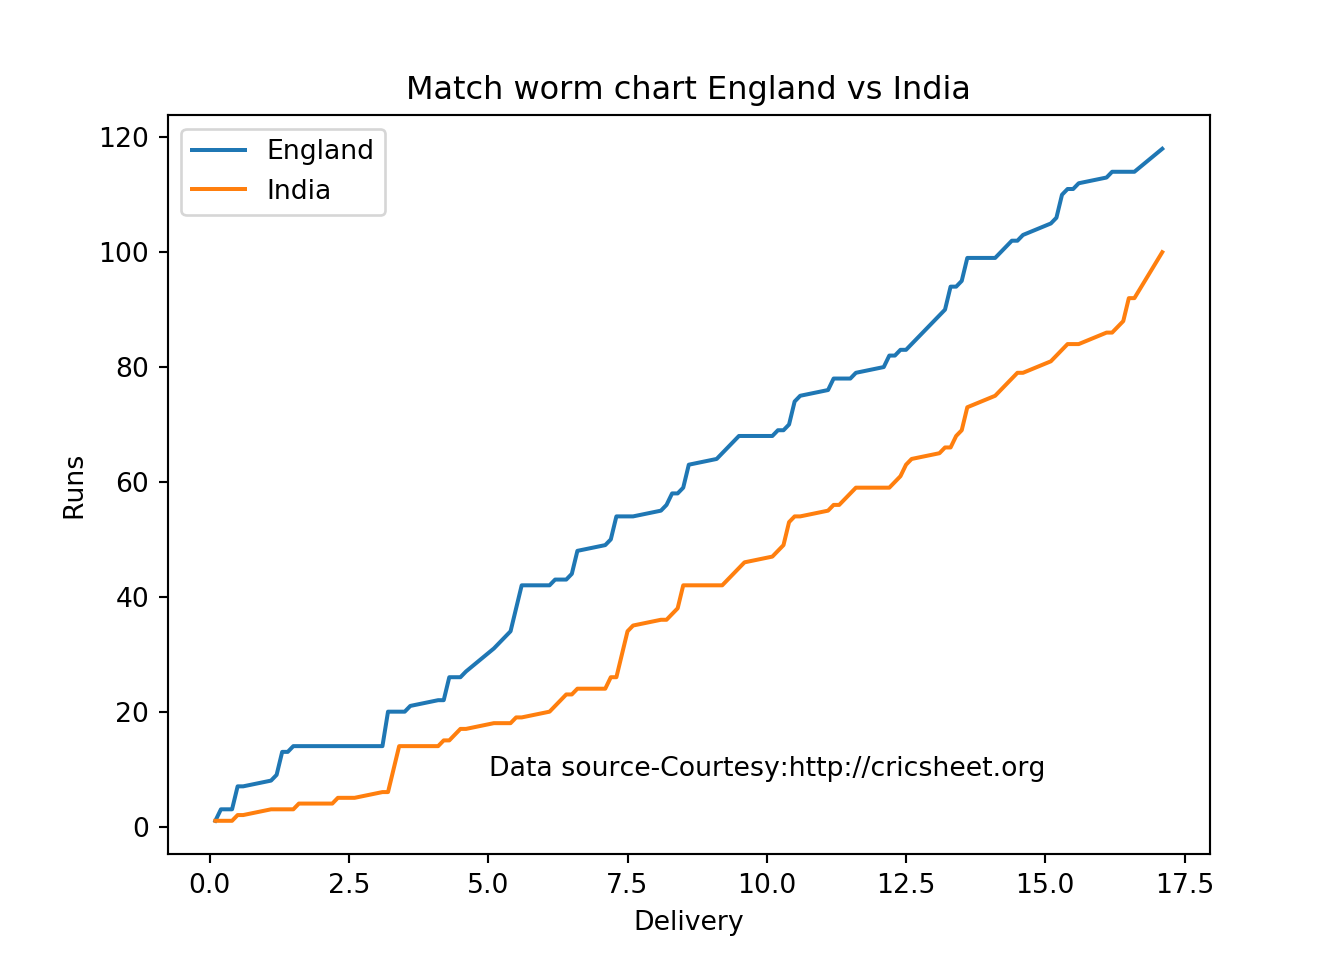 Match worm chart England vs India
England
India
120
100
80
60
40
20
0
Runs
Data source-Courtesy:http://cricsheet.org
0.0 2.5 5.0 7.5 10.0 12.5 15.0 17.5
Delivery